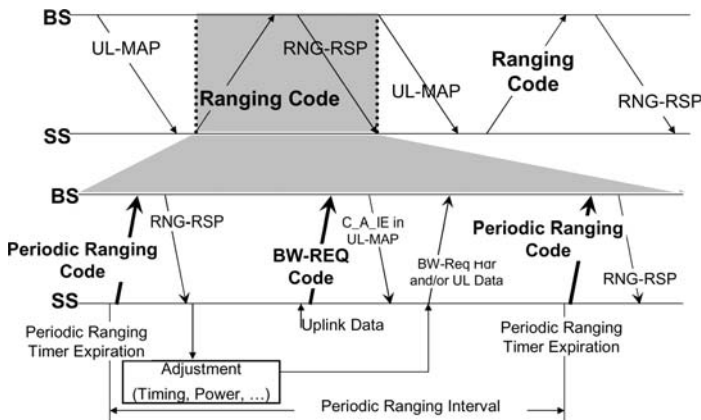 BS
UL-MAP
RNG-RSP
Ranging Code
UL-MAP
Ranging
Code
RNG-RSP
SS
BS
RNG-RSP
Periodic Ranging
Code
BW-REQ
Code
C_A_IE in
UL-MAP
BW-Req Hdr
and/or UL Data
Periodic Ranging
Code
RNG-RSP
SS
Periodic Ranging
Timer Expiration
Uplink Data
Periodic Ranging
Timer Expiration
Adjustment
(Timing, Power, ...)
Periodic Ranging Interval